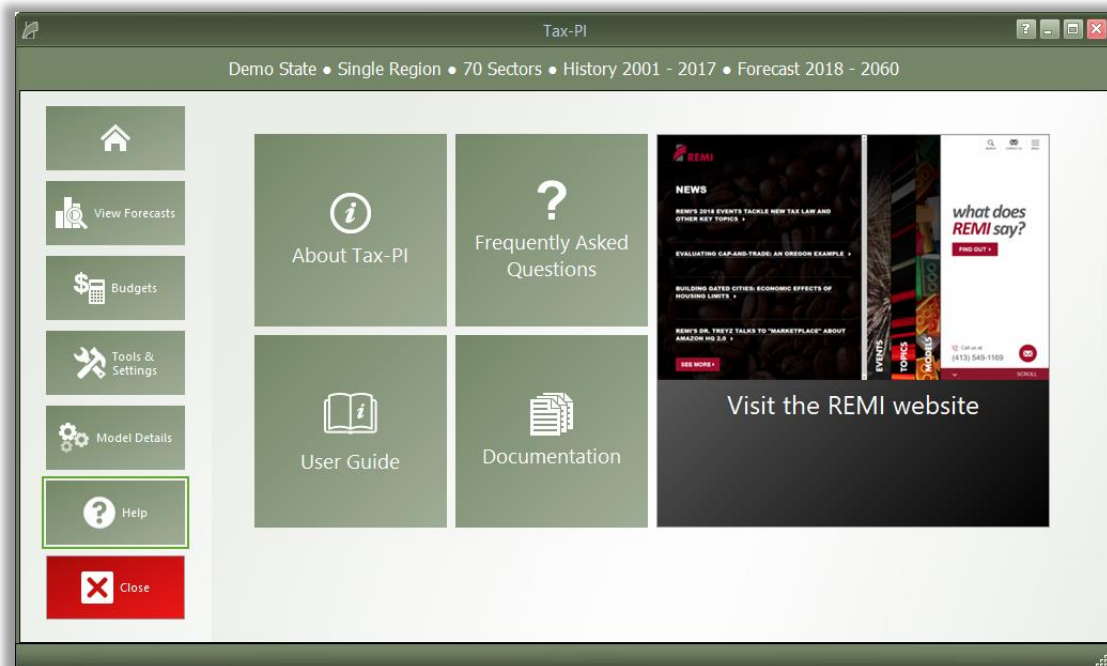 Tax-PI
Demo State ● Single Region ● 70 Sectors ● History 2001 - 2017 ● Forecast 2018 - 2060
View Forecasts
Budgets
Tools &
Settings
Model Details
Help
Close
About Tax-PI
Frequently Asked
Questions
User Guide
Documentation
REMI
NEWS
REMI'S 2018 EVENTS TACKLE NEW TAX LAW AND
OTHER KEY TOPICS ›
EVALUATING CAP-AND-TRADE: AN OREGON EXAMPLE ›
BUILDING GATED CITIES: ECONOMIC EFFECTS OF
HOUSING LIMITS ›
REMI'S DR. TREYZ TALKS TO "MARKETPLACE" ABOUT
AMAZON HQ 2.0 ›
SEE MORE ›
EVENTS
TOPICS
MODELS
what does
REMI say?
FIND OUT ›
Call us at
(413) 549-1169
SCROLL
Visit the REMI website